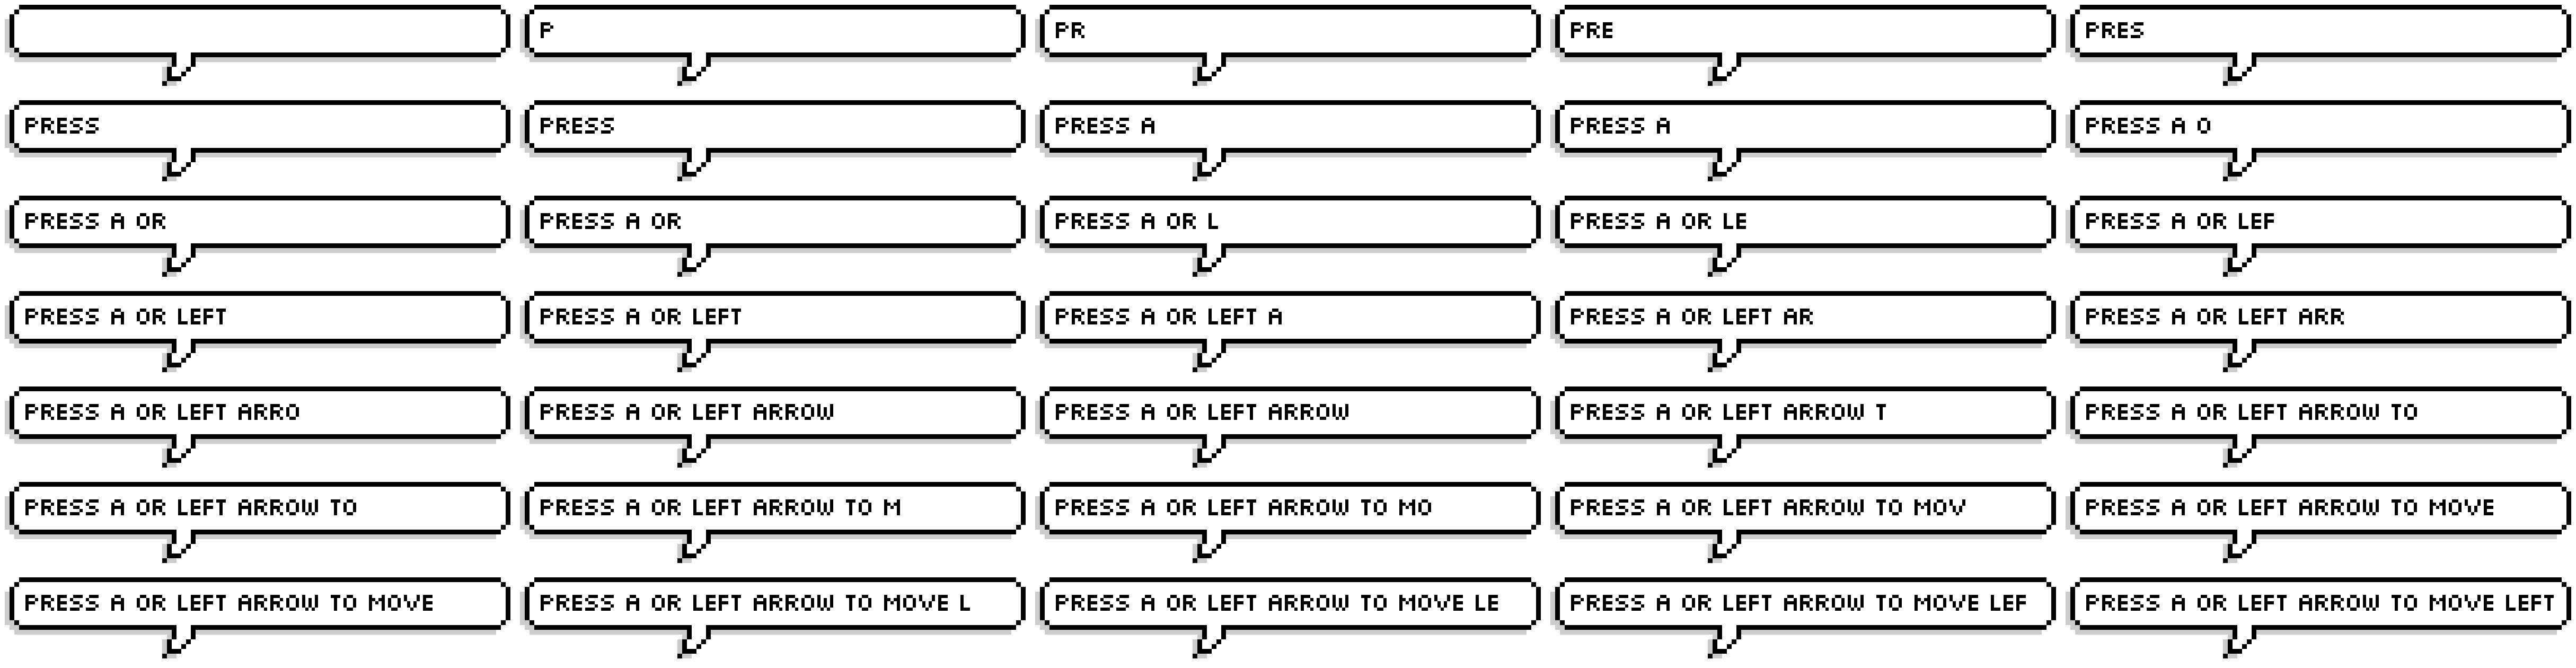 P
PR
PRE
PRES
PRESS
PRESS
PRESS A
PRESS A
PRESS A O
PRESS A OR
PRESS A OR
PRESS A OR L
PRESS A OR LE
PRESS A OR LEF
PRESS A OR LEFT
PRESS A OR LEFT
PRESS A OR LEFT A
PRESS A OR LEFT AR
PRESS A OR LEFT ARR
PRESS A OR LEFT ARRO
PRESS A OR LEFT ARROW
PRESS A OR LEFT ARROW
PRESS A OR LEFT ARROW T
PRESS A OR LEFT ARROW TO
PRESS A OR LEFT ARROW TO
PRESS A OR LEFT ARROW TO M
PRESS A OR LEFT ARROW TO MO
PRESS A OR LEFT ARROW TO MOV
PRESS A OR LEFT ARROW TO MOVE
PRESS A OR LEFT ARROW TO MOVE
PRESS A OR LEFT ARROW TO MOVE L
PRESS A OR LEFT ARROW TO MOVE LE
PRESS A OR LEFT ARROW TO MOVE LEF
PRESS A OR LEFT ARROW TO MOVE LEFT